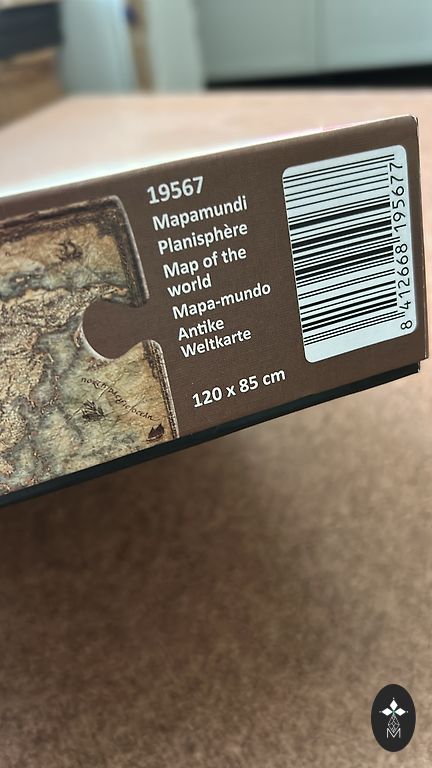 19567
Mapamundi
Planisphère
Map of the
world
Mapa-mundo
Antike
Weltkarte
120 x 85 cm
8 412668 195677